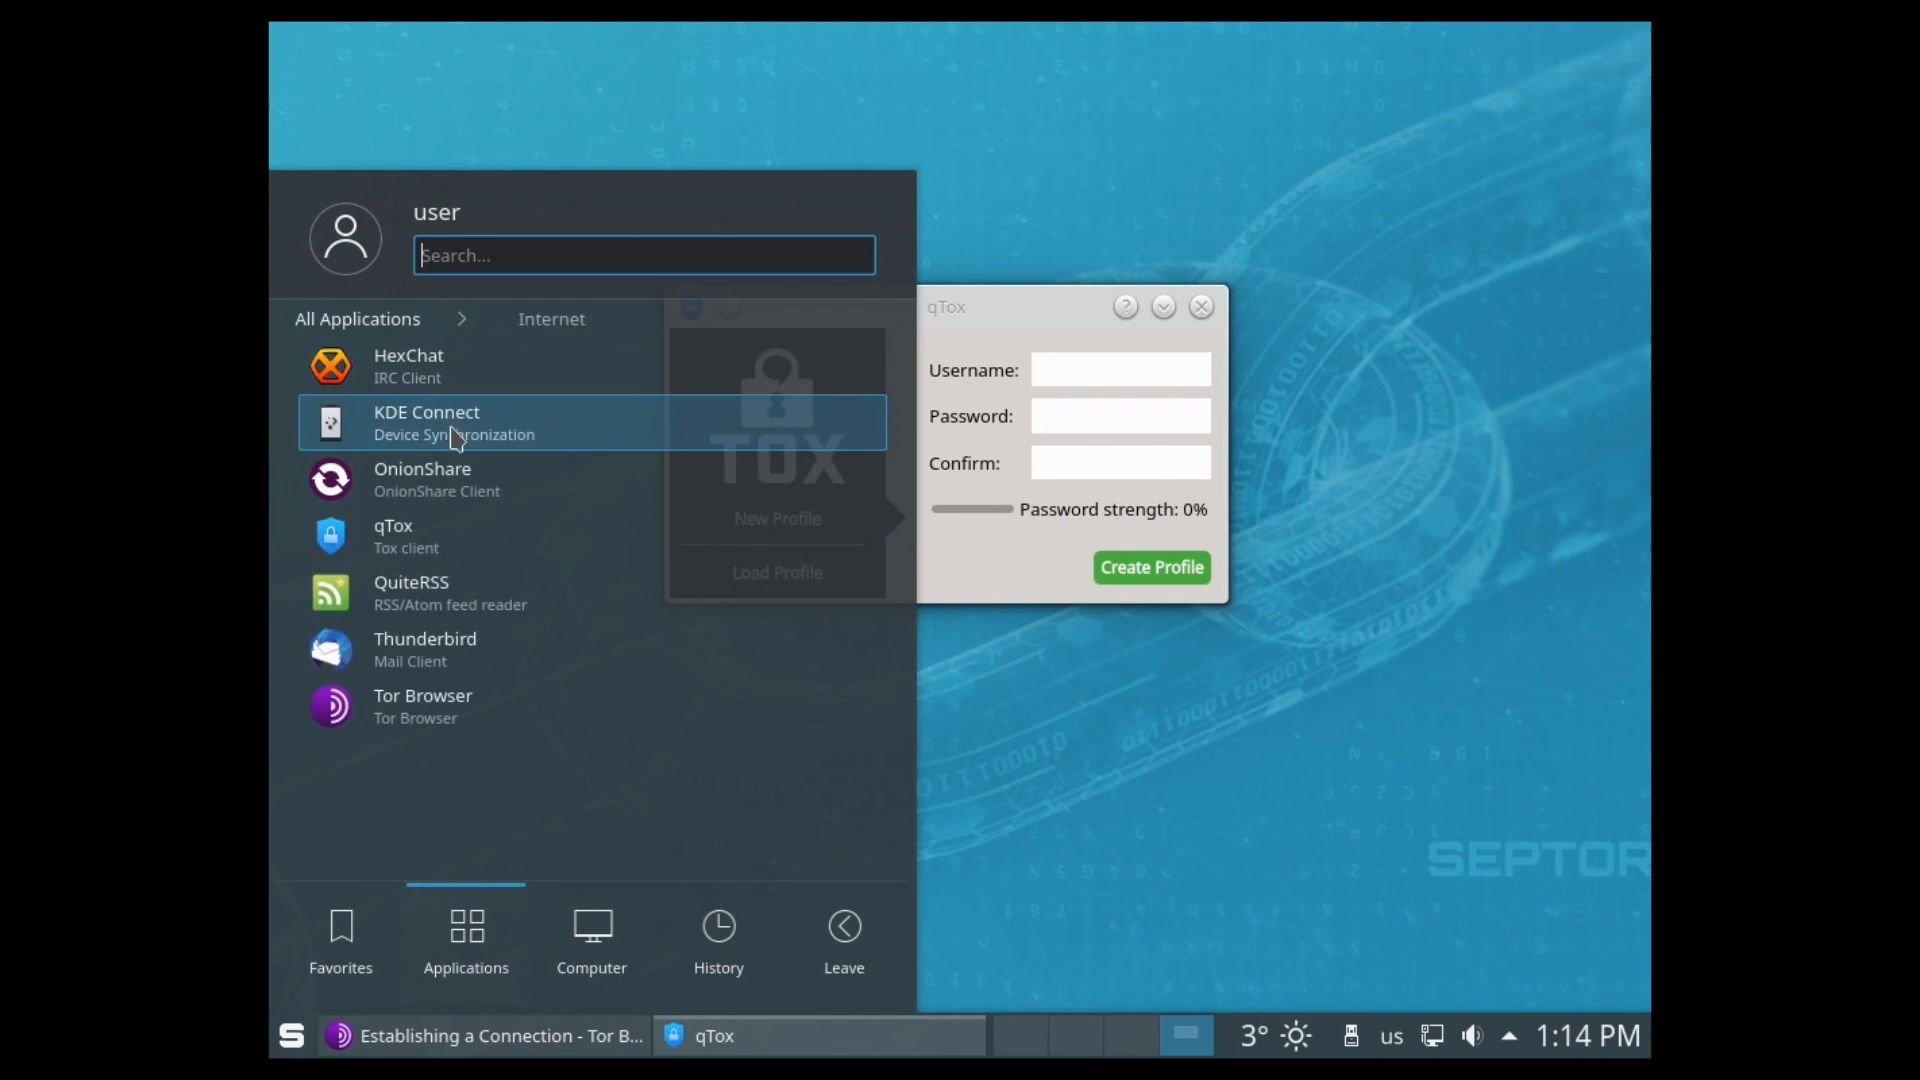 user
Search...
All Applications
Internet
HexChat
IRC Client
KDE Connect
Device Synchronization
OnionShare
OnionShare Client
qTox
Tox client
QuiteRSS
RSS/Atom feed reader
Thunderbird
Mail Client
Tor Browser
Tor Browser
Favorites
Applications
Computer
History
Leave
TOX
New Profile
Load Profile
qTox
Username:
Password:
Confirm:
Password strength: 0%
Create Profile
SEPTOR
Establishing a Connection - Tor B...
qTox
3°
us
1:14 PM